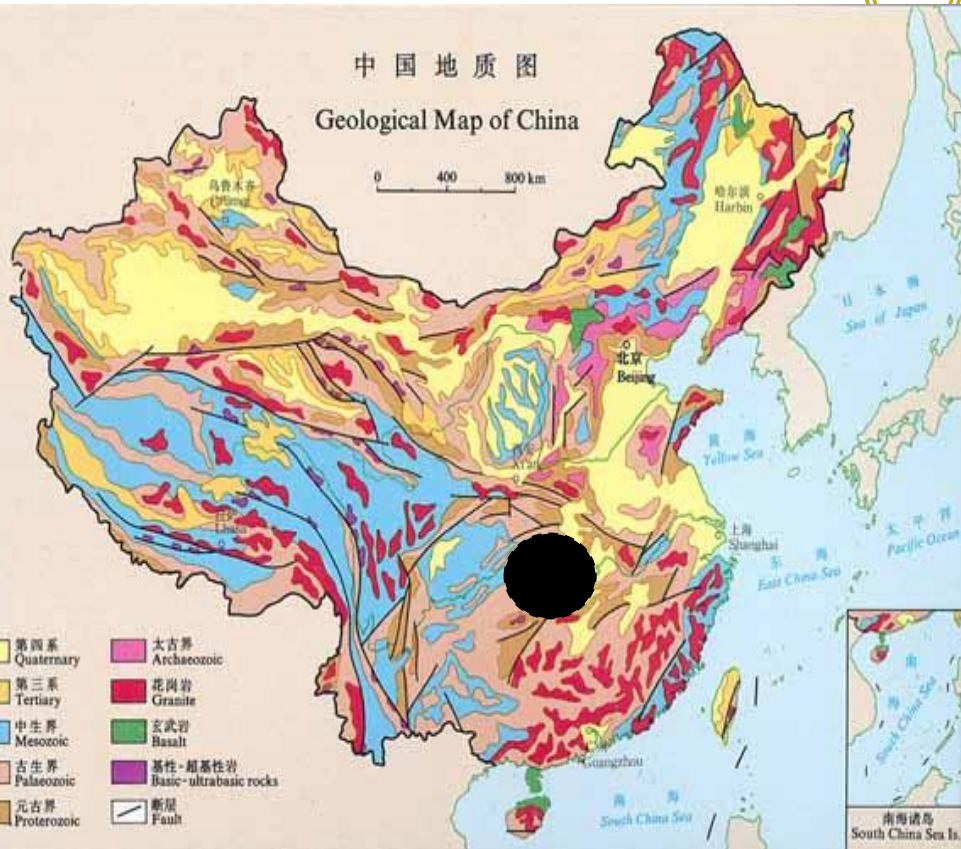 中国地质图
Geological Map of China
0 400 800 km
乌鲁木齐
哈尔滨
Harbin
日本海
Sea of Japan
北京
Beijing
黄海
Yellow Sea
上海
Shanghai
太平洋
Pacific Ocean
东海
East China Sea
Guangzhou
南海
South China Sea
南海
South China Sea
南海诸岛
South China Sea Is.
第四系
Quaternary
第三系
Tertiary
中生界
Mesozoic
古生界
Palaeozoic
元古界
Proterozoic
太古界
Archaeozoic
花岗岩
Granite
玄武岩
Basalt
基性-超基性岩
Basic-ultrabasic rocks
断层
Fault